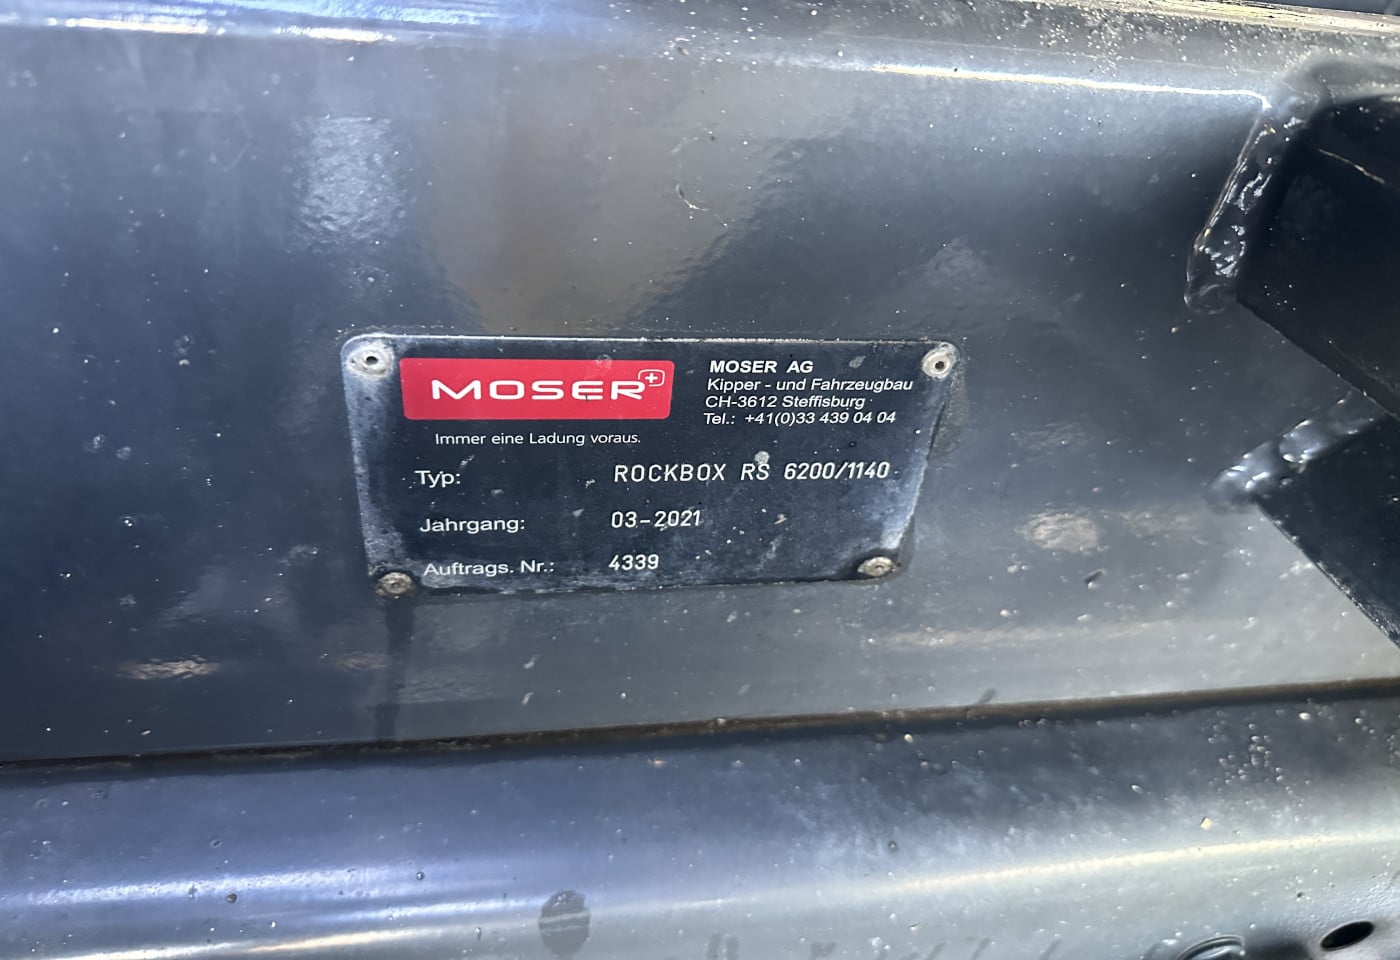 MOSER
MOSER AG
Kipper - und Fahrzeugbau
CH-3612 Steffisburg
Tel.: +41(0)33 439 04 04
Immer eine Ladung voraus.
Typ: ROCKBOX RS 6200/1140
Jahrgang: 03-2021
Auftrags. Nr.: 4339